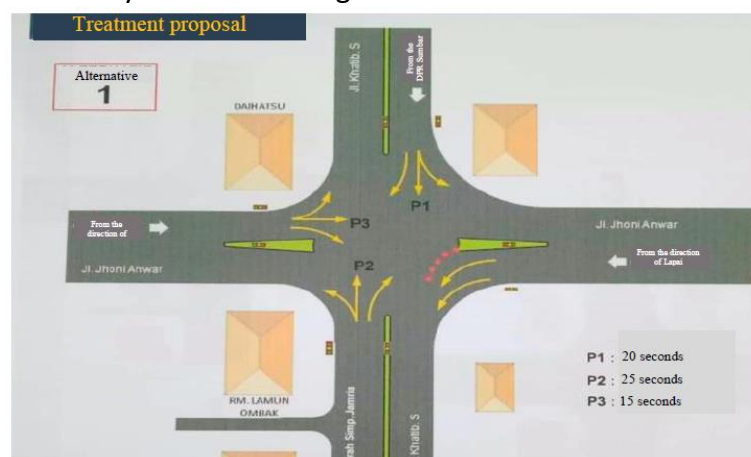 Treatment proposal
Alternative
1
Jl. Khatib. S
From the
DPR Sumbar
DAIHATSU
P1
P3
From the
direction of
Jl. Jhoni Anwar
From the direction
of Lapai
P2
Jl. Jhoni Anwar
P1 : 20 seconds
P2 : 25 seconds
P3 : 15 seconds
RM. LAMUN
OMBAK
Simp. Jamria
Khatib. S